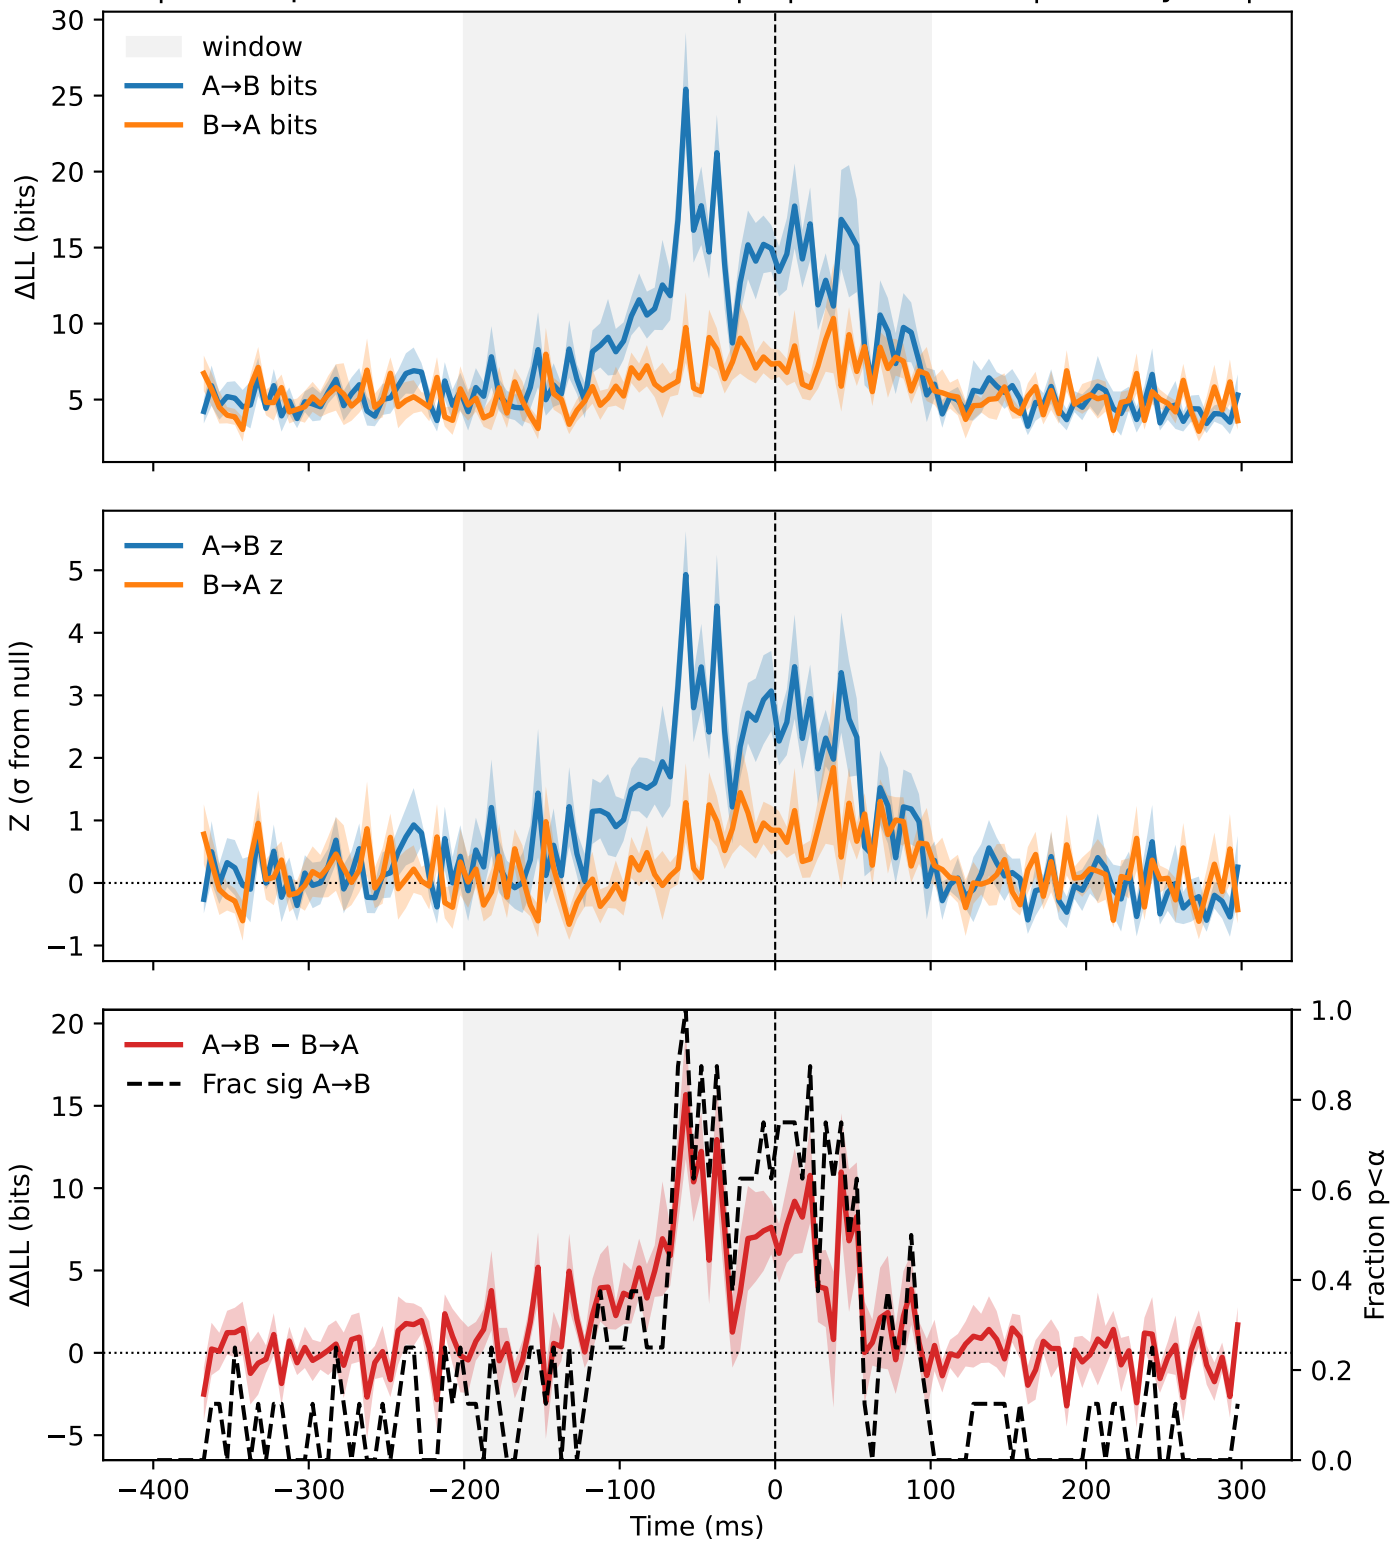 30
window
A→B bits
B→A bits
25
20
15
10
5
ΔLL (bits)
A→B z
B→A z
5
4
3
2
1
0
−1
Z (σ from null)
20
15
10
5
0
−5
ΔΔLL (bits)
A→B − B→A
Frac sig A→B
1.0
0.8
0.6
0.4
0.2
0.0
Fraction p<α
−400 −300 −200 −100 0 100 200 300
Time (ms)